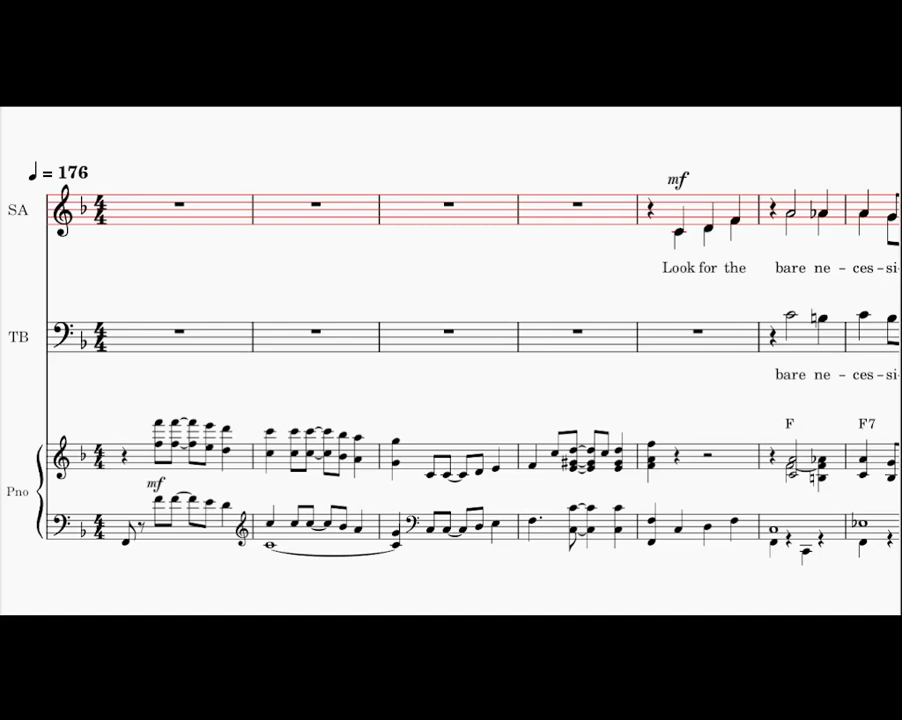 ♩ = 176
mf
SA
Look for the bare ne – ces – si-
TB
bare ne – ces – si-
F F7
Pno
mf